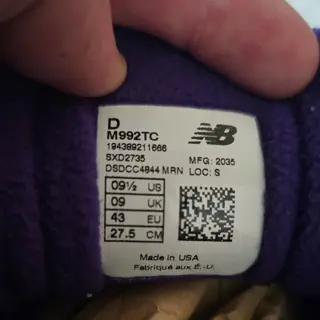 D
M992TC
194389211666
SXD2735 MFG: 2035
DSDCC4844 MRN LOC: S
09½ US
09 UK
43 EU
27.5 CM
NB
Made in USA
Fabriqué aux É.-U.